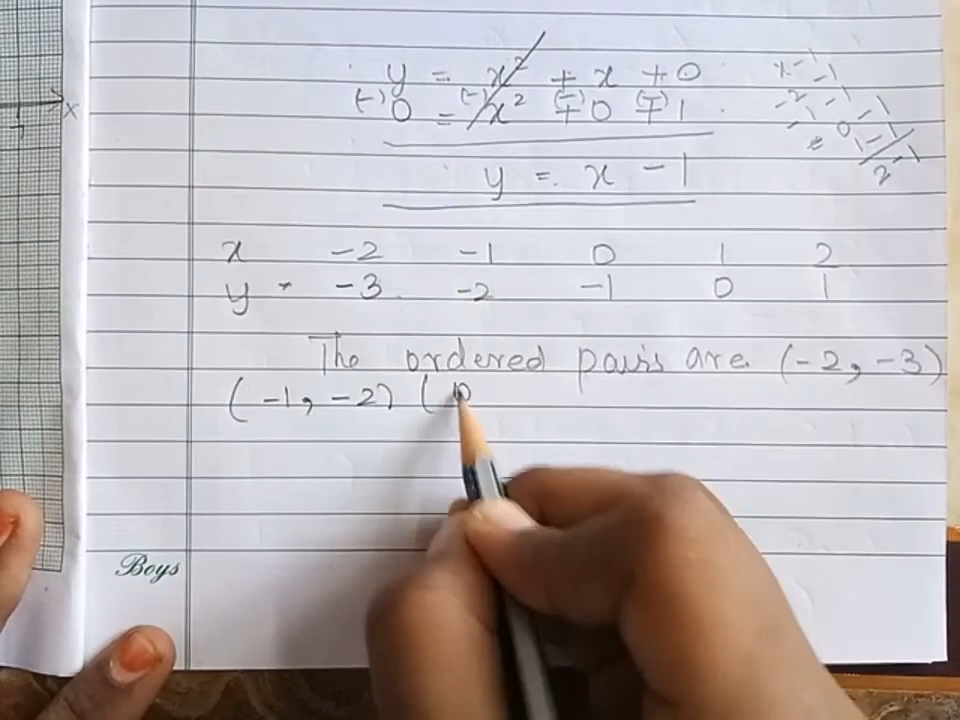 y = x² + x + 0
(-) 0 = (-) x² (-) ∓ 0 (-) ∓ 1
y = x - 1
x -2 -1 0 1 2
y -3 -2 -1 0 1
The ordered pairs are (-2, -3)
(-1, -2) (0
x
Boys